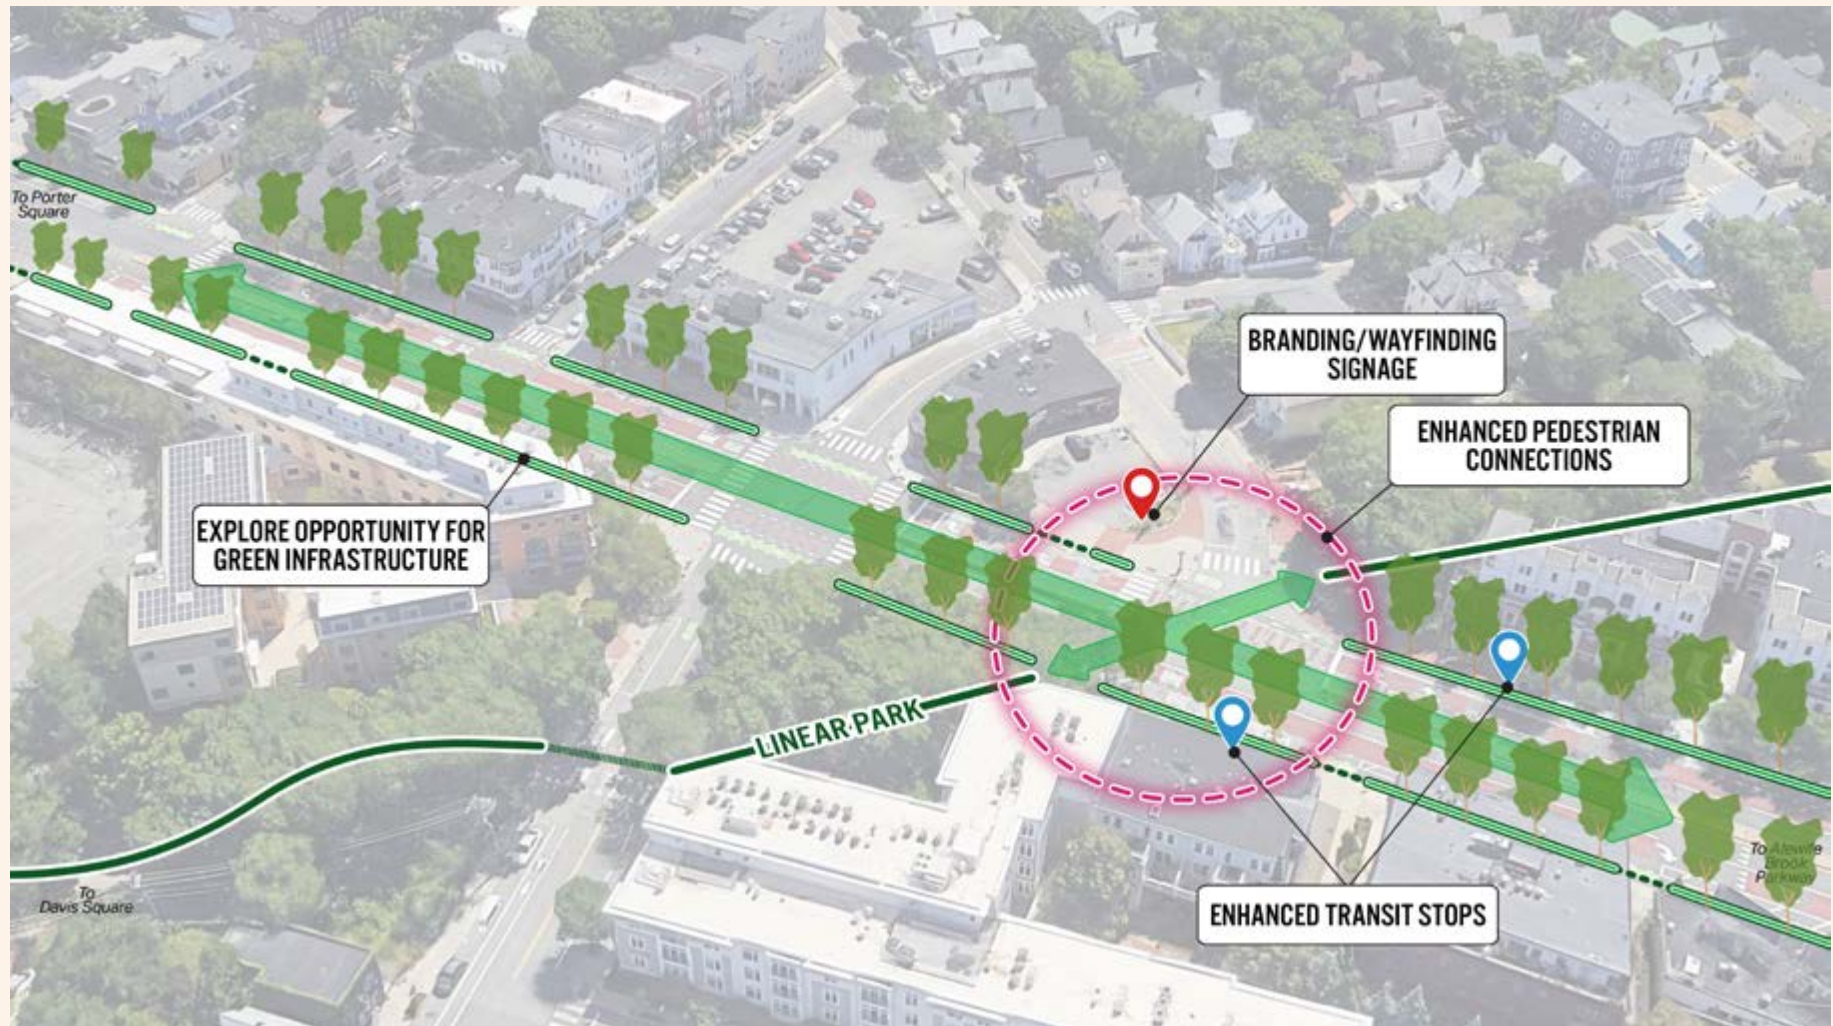 To Porter
Square
BRANDING/WAYFINDING
SIGNAGE
ENHANCED PEDESTRIAN
CONNECTIONS
EXPLORE OPPORTUNITY FOR
GREEN INFRASTRUCTURE
LINEAR PARK
To Alewife
Brook
Parkway
To
Davis Square
ENHANCED TRANSIT STOPS